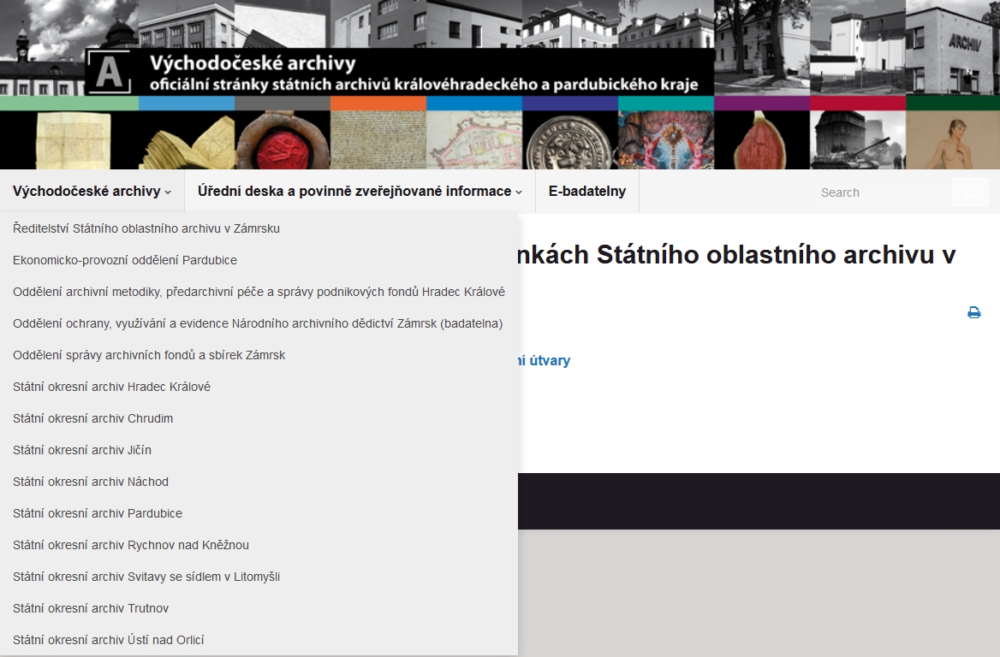 ARCHIV
A
Východočeské archivy
oficiální stránky státních archivů královéhradeckého a pardubického kraje
Východočeské archivy
Úřední deska a povinně zveřejňované informace
E-badatelny
Search
Ředitelství Státního oblastního archivu v Zámrsku
nkách Státního oblastního archivu v
Ekonomicko-provozní oddělení Pardubice
Oddělení archivní metodiky, předarchivní péče a správy podnikových fondů Hradec Králové
Oddělení ochrany, využívání a evidence Národního archivního dědictví Zámrsk (badatelna)
Oddělení správy archivních fondů a sbírek Zámrsk
ní útvary
Státní okresní archiv Hradec Králové
Státní okresní archiv Chrudim
Státní okresní archiv Jičín
Státní okresní archiv Náchod
Státní okresní archiv Pardubice
Státní okresní archiv Rychnov nad Kněžnou
Státní okresní archiv Svitavy se sídlem v Litomyšli
Státní okresní archiv Trutnov
Státní okresní archiv Ústí nad Orlicí